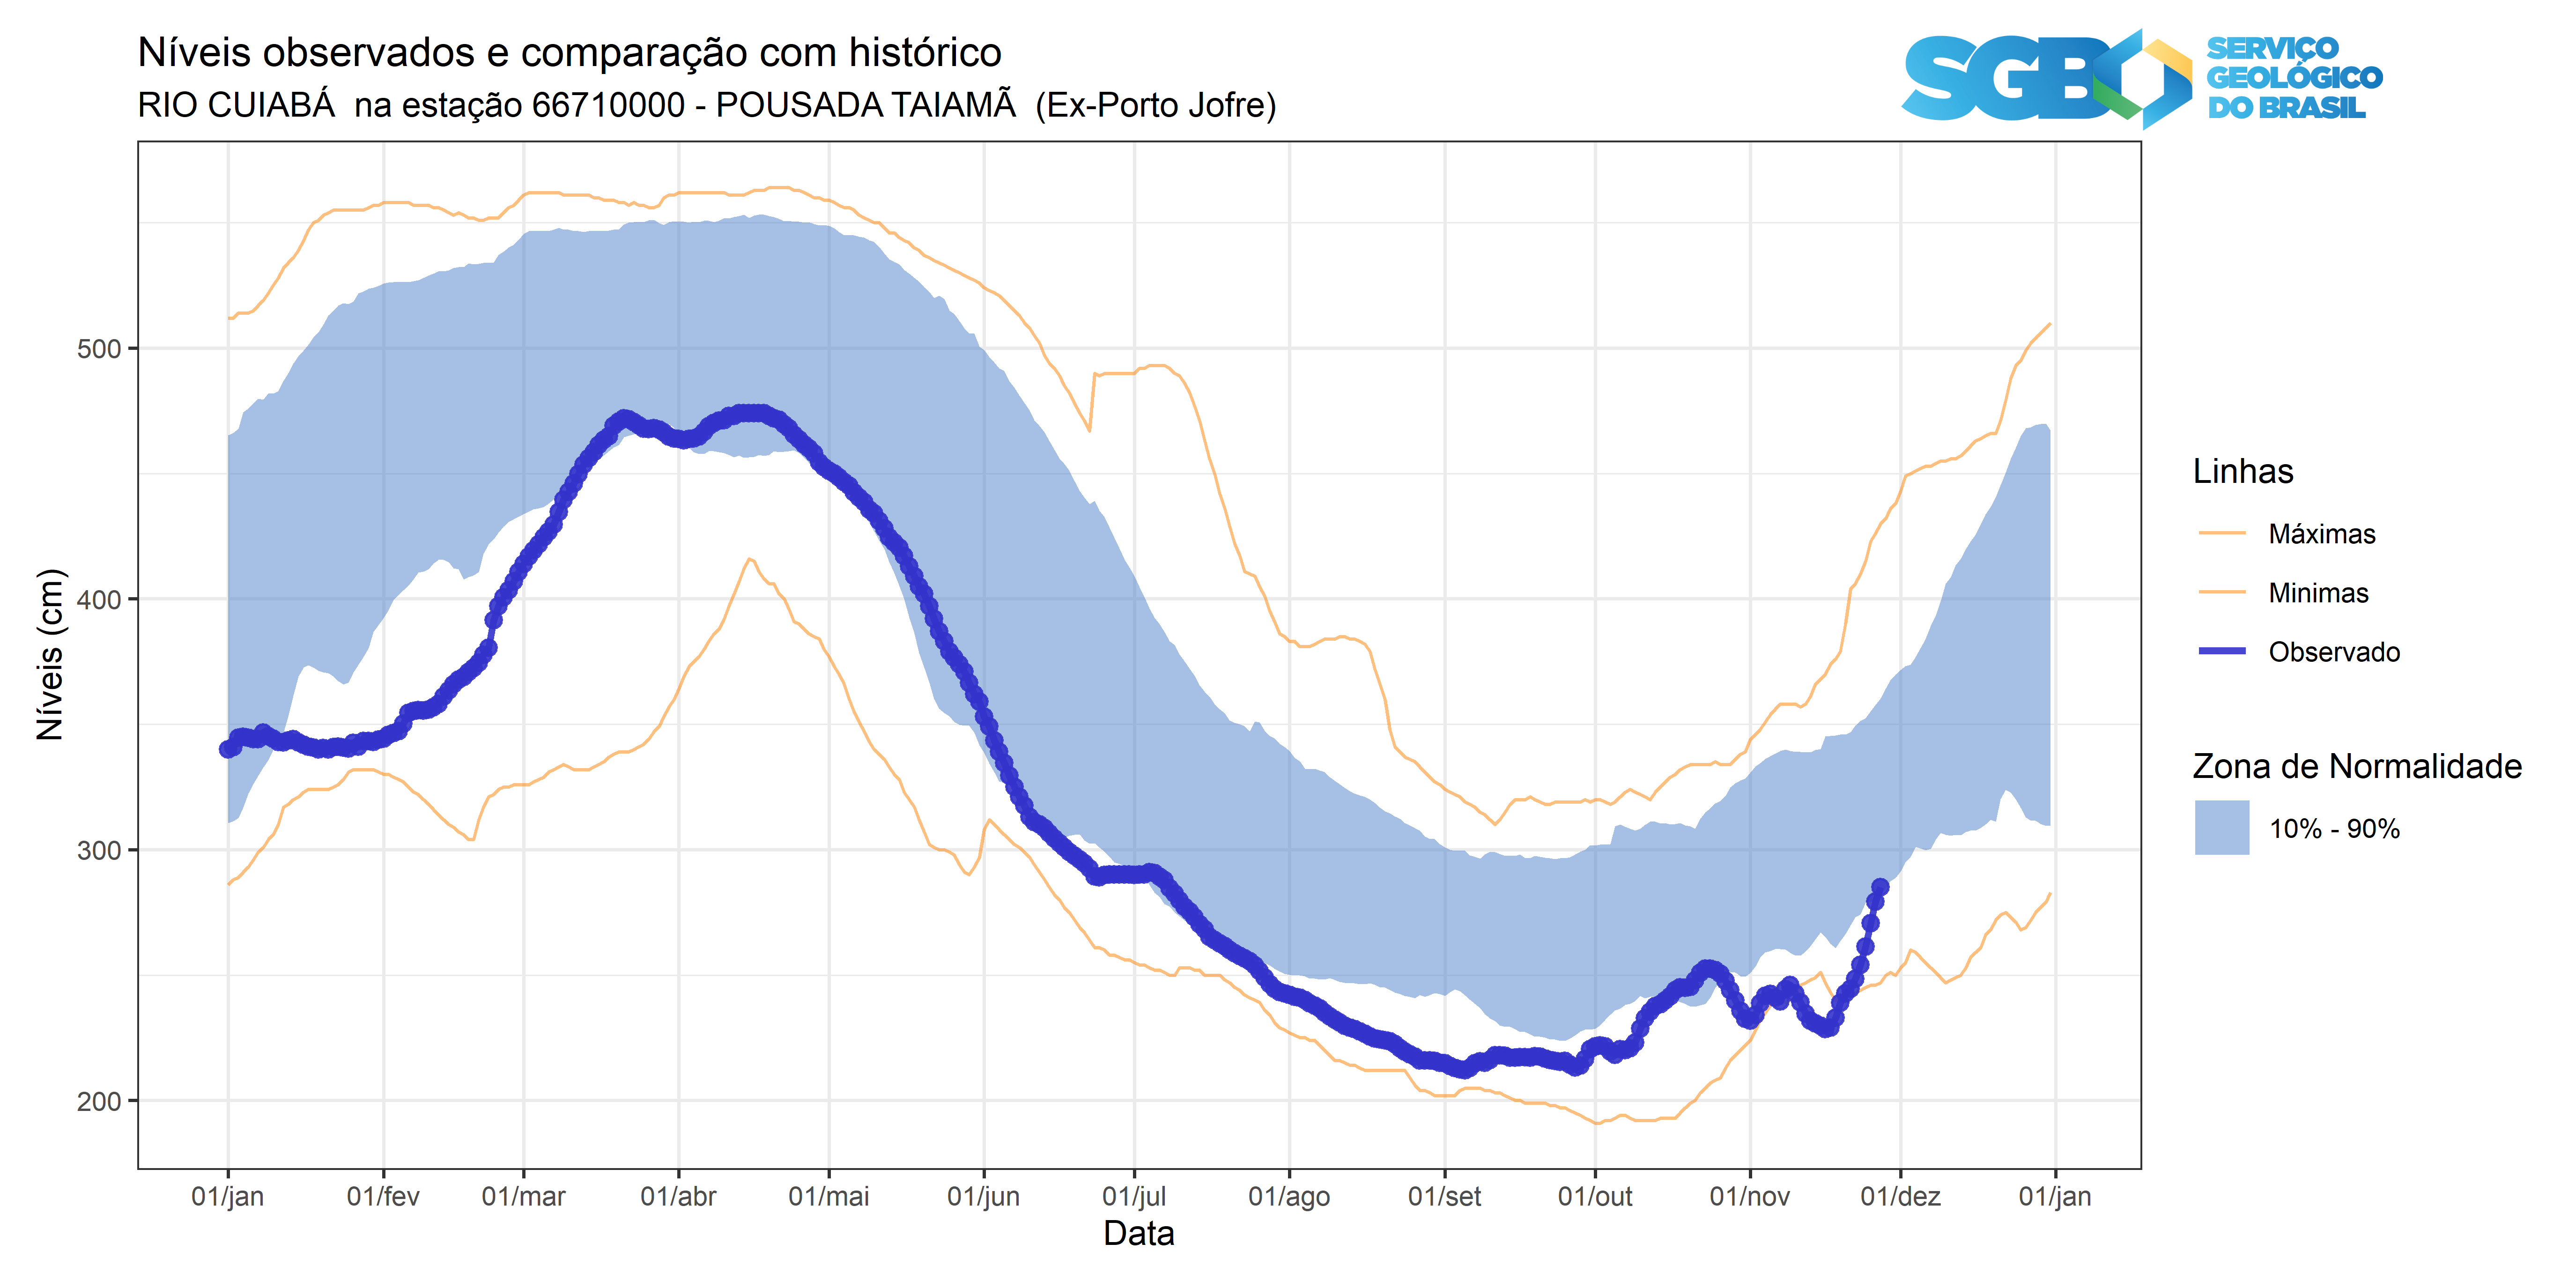 Níveis observados e comparação com histórico
RIO CUIABÁ  na estação 66710000 - POUSADA TAIAMÃ  (Ex-Porto Jofre)
SGB
SERVIÇO
GEOLÓGICO
DO BRASIL
Níveis (cm)
500
400
300
200
01/jan
01/fev
01/mar
01/abr
01/mai
01/jun
01/jul
01/ago
01/set
01/out
01/nov
01/dez
01/jan
Data
Linhas
Máximas
Minimas
Observado
Zona de Normalidade
10% - 90%